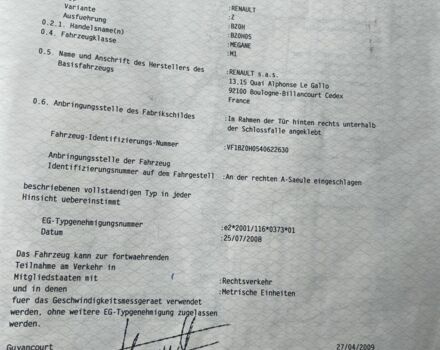 Variante :RENAULT
Ausfuehrung :Z
0.2.1. Handelsname(n) :BZ0H
0.4. Fahrzeugklasse :BZ0H05
:MEGANE
:M1
0.5. Name und Anschrift des Herstellers des
Basisfahrzeugs
:RENAULT s.a.s.
13.15 Quai Alphonse Le Gallo
92100 Boulogne-Billancourt Cedex
France
0.6. Anbringungsstelle des Fabrikschildes
:Im Rahmen der Tür hinten rechts unterhalb
der Schlossfalle angeklebt
Fahrzeug-Identifizierungs-Nummer :VF1BZ0H0540622630
Anbringungsstelle der Fahrzeug
Identifizierungsnummer auf dem Fahrgestell :An der rechten A-Saeule eingeschlagen
beschriebenen vollstaendigen Typ in jeder
Hinsicht uebereinstimmt
EG-Typgenehmigungsnummer :e2*2001/116*0373*01
Datum :25/07/2008
Das Fahrzeug kann zur fortwaehrenden
Teilnahme am Verkehr in
Mitgliedstaaten mit :Rechtsverkehr
und in denen :Metrische Einheiten
fuer das Geschwindigkeitsmessgeraet verwendet
werden, ohne weitere EG-Typgenehmigung zugelassen
werden.
Guyancourt 27/04/2009